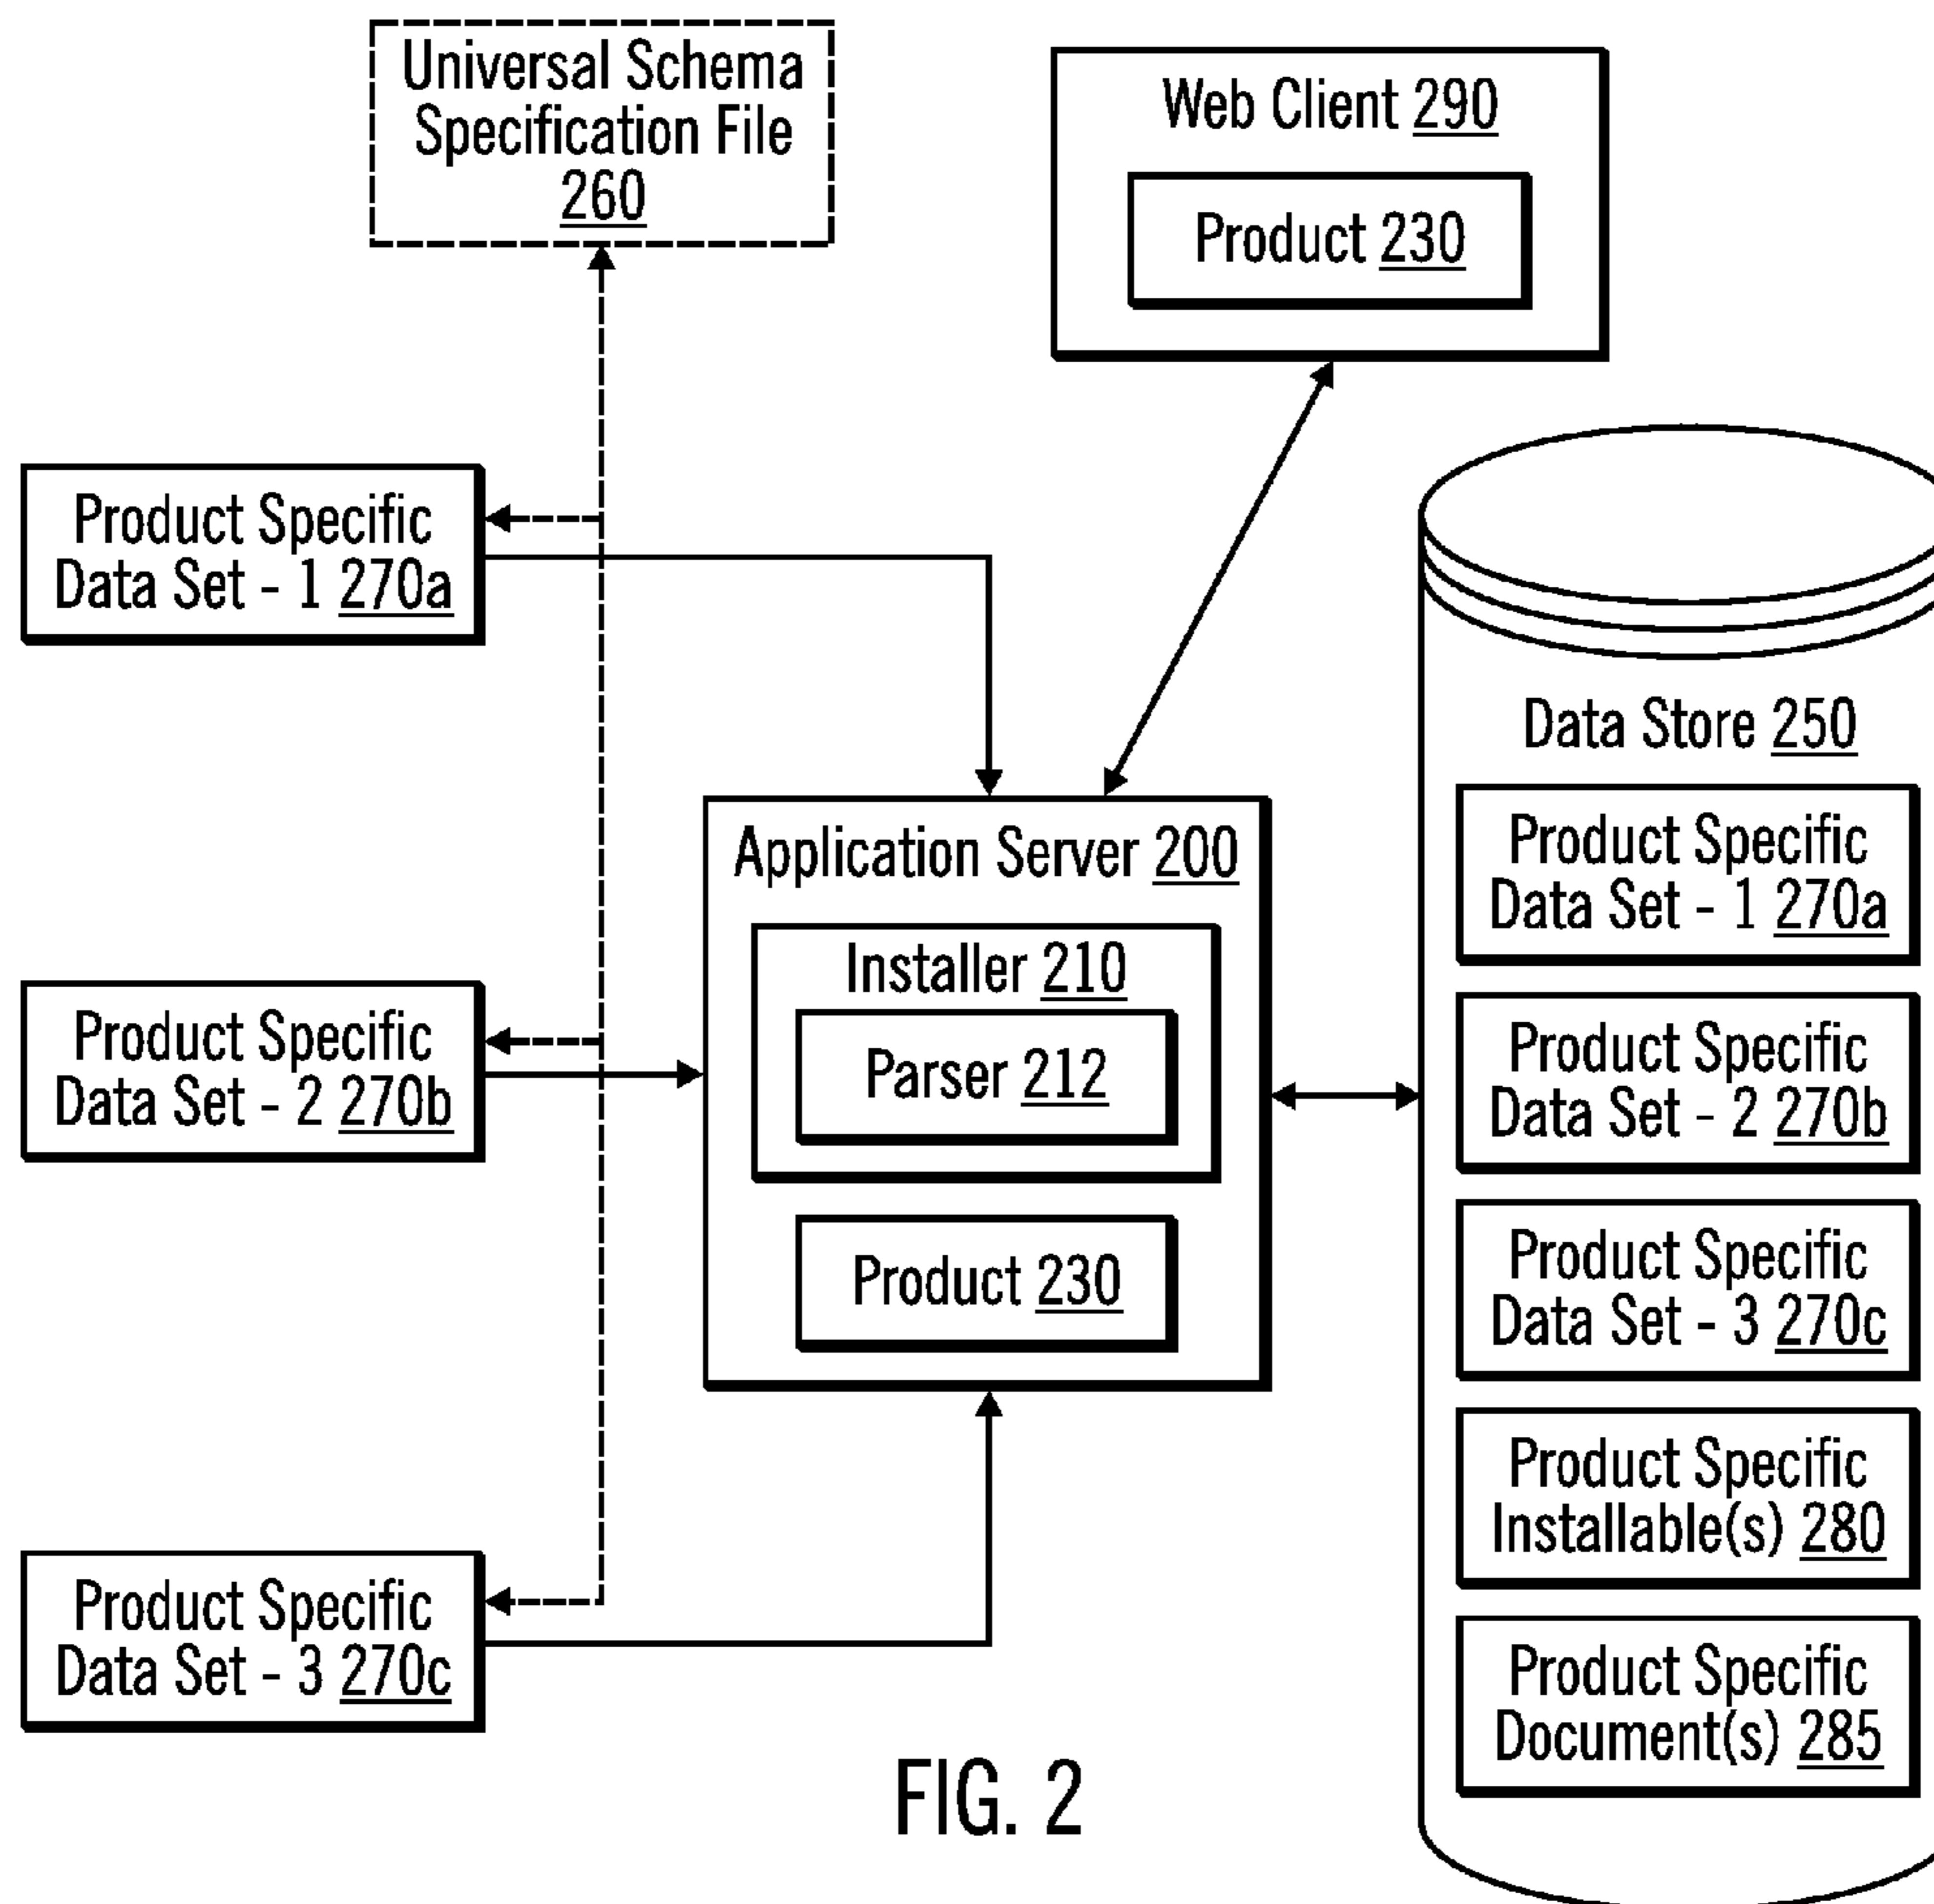 Universal Schema
Specification File
260
Web Client 290
Product 230
Product Specific
Data Set - 1 270a
Product Specific
Data Set - 2 270b
Product Specific
Data Set - 3 270c
Application Server 200
Installer 210
Parser 212
Product 230
Data Store 250
Product Specific
Data Set - 1 270a
Product Specific
Data Set - 2 270b
Product Specific
Data Set - 3 270c
Product Specific
Installable(s) 280
Product Specific
Document(s) 285
FIG. 2